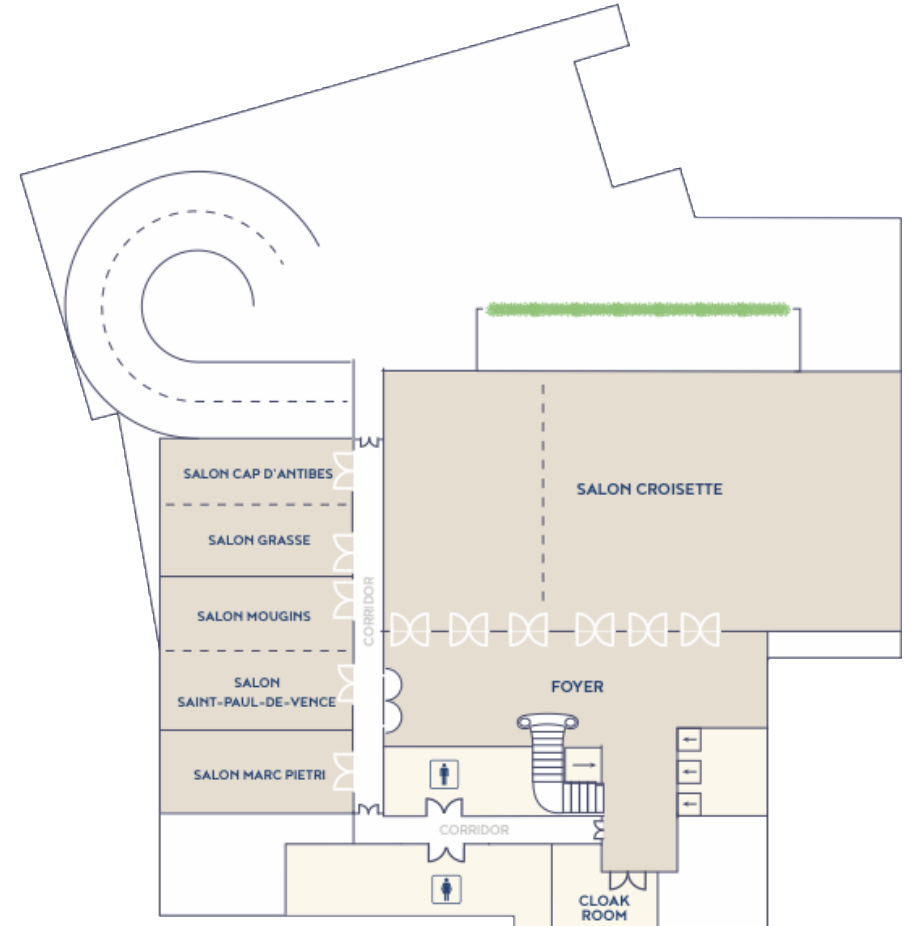 SALON CAP D'ANTIBES
SALON CROISETTE
SALON GRASSE
CORRIDOR
SALON MOUGINS
SALON
SAINT-PAUL-DE-VENCE
FOYER
SALON MARC PIETRI
CORRIDOR
CLOAK
ROOM